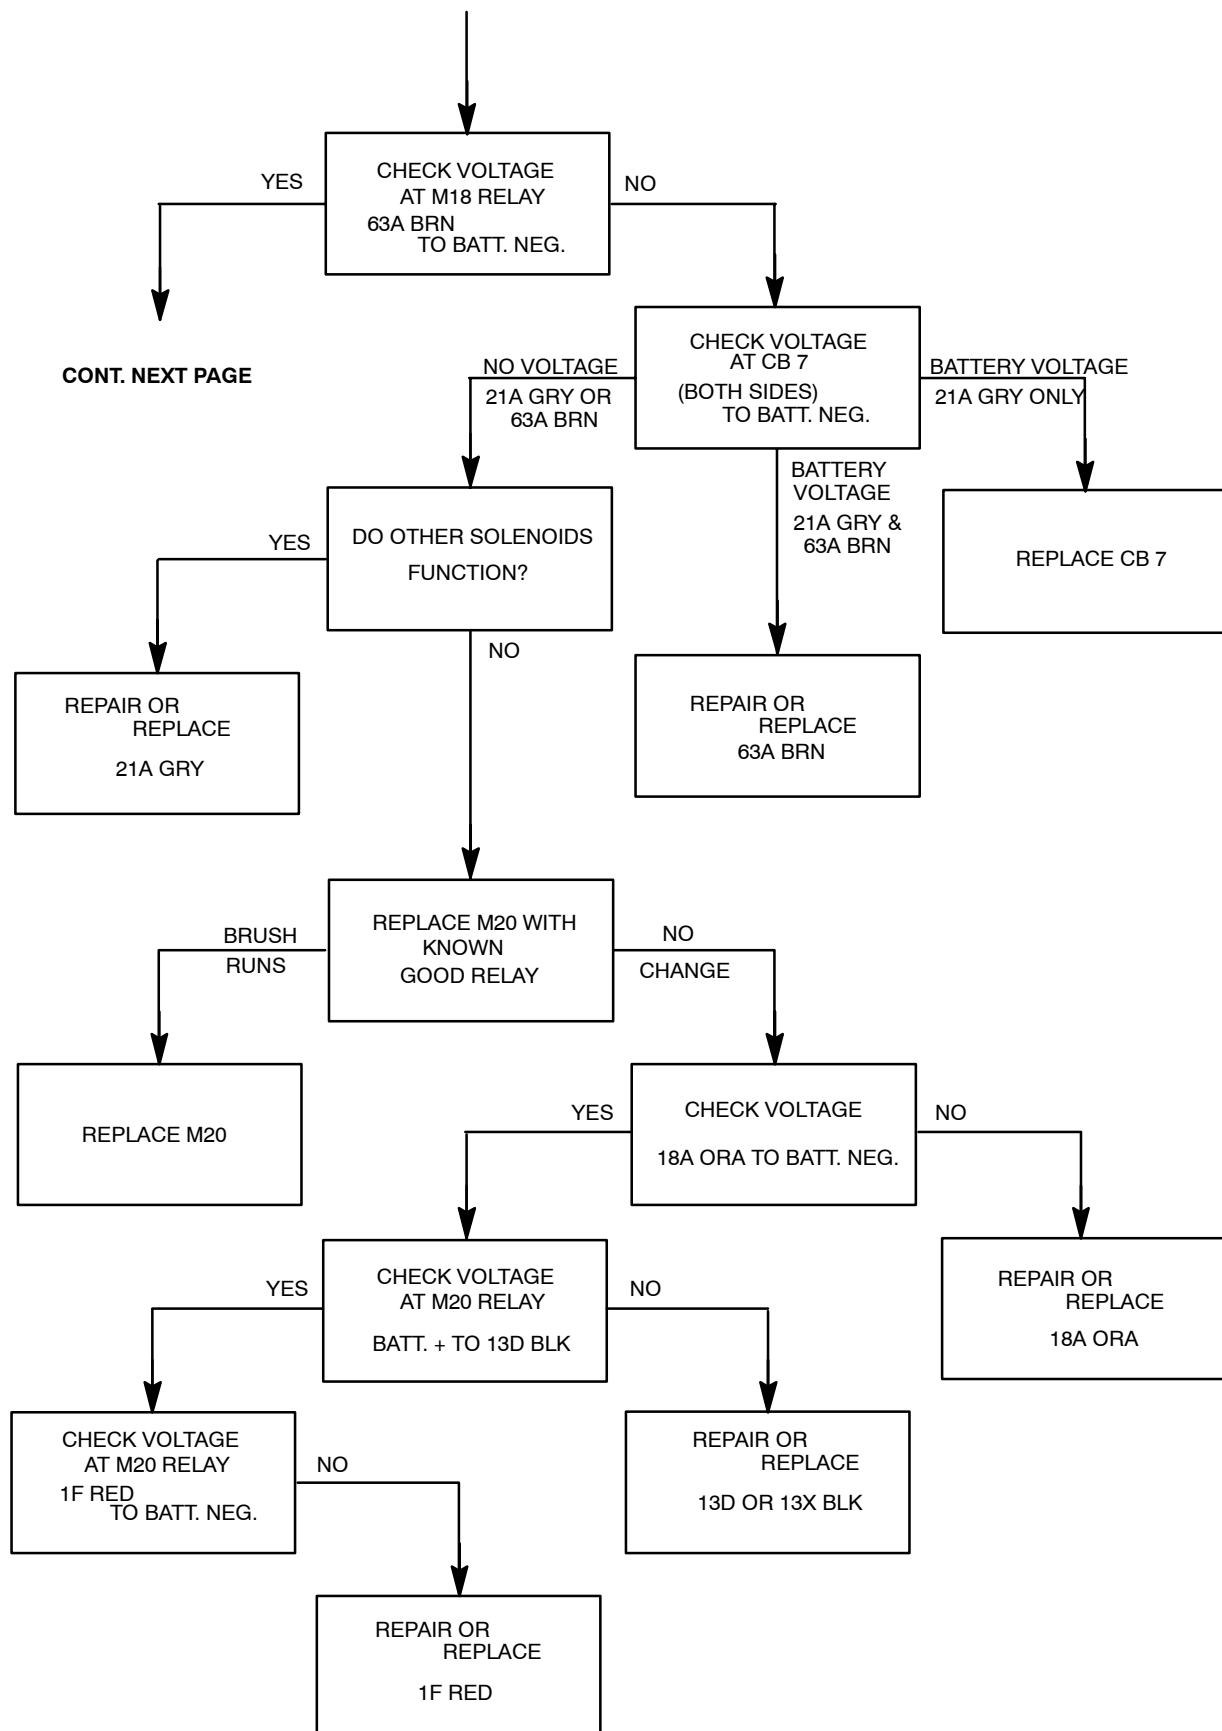 CHECK VOLTAGE
AT M18 RELAY
63A BRN
TO BATT. NEG.
YES
NO
CONT. NEXT PAGE
CHECK VOLTAGE
AT CB 7
(BOTH SIDES)
TO BATT. NEG.
NO VOLTAGE
21A GRY OR
63A BRN
BATTERY VOLTAGE
21A GRY ONLY
BATTERY
VOLTAGE
21A GRY &
63A BRN
REPLACE CB 7
DO OTHER SOLENOIDS
FUNCTION?
YES
NO
REPAIR OR
REPLACE
21A GRY
REPAIR OR
REPLACE
63A BRN
REPLACE M20 WITH
KNOWN
GOOD RELAY
BRUSH
RUNS
NO
CHANGE
REPLACE M20
CHECK VOLTAGE
18A ORA TO BATT. NEG.
YES
NO
CHECK VOLTAGE
AT M20 RELAY
BATT. + TO 13D BLK
YES
NO
REPAIR OR
REPLACE
18A ORA
CHECK VOLTAGE
AT M20 RELAY
1F RED
TO BATT. NEG.
NO
REPAIR OR
REPLACE
13D OR 13X BLK
REPAIR OR
REPLACE
1F RED